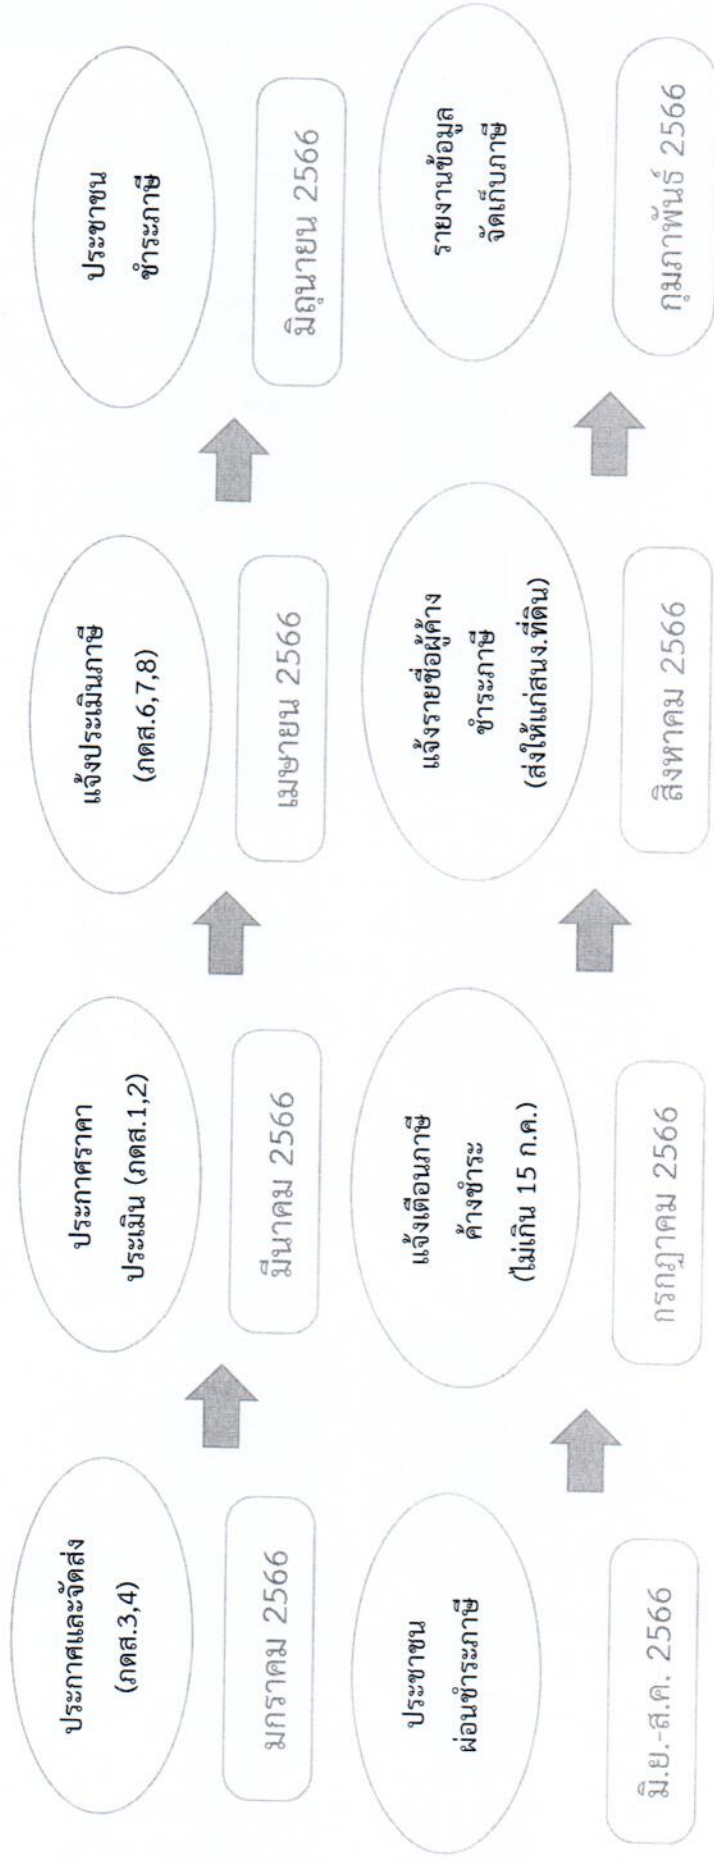 ประกาศและจัดส่ง
(ภดส.3,4)
มกราคม 2566
ประกาศราคา
ประเมิน (ภดส.1,2)
มีนาคม 2566
แจ้งประเมินภาษี
(ภดส.6,7,8)
เมษายน 2566
ประชาชน
ชำระภาษี
มิถุนายน 2566
ประชาชน
ผ่อนชำระภาษี
มิ.ย.-ส.ค. 2566
แจ้งเตือนภาษี
ค้างชำระ
(ไม่เกิน 15 ก.ค.)
กรกฎาคม 2566
แจ้งรายชื่อผู้ค้าง
ชำระภาษี
(ส่งให้แก่สนง.ที่ดิน)
สิงหาคม 2566
รายงานข้อมูล
จัดเก็บภาษี
กุมภาพันธ์ 2566